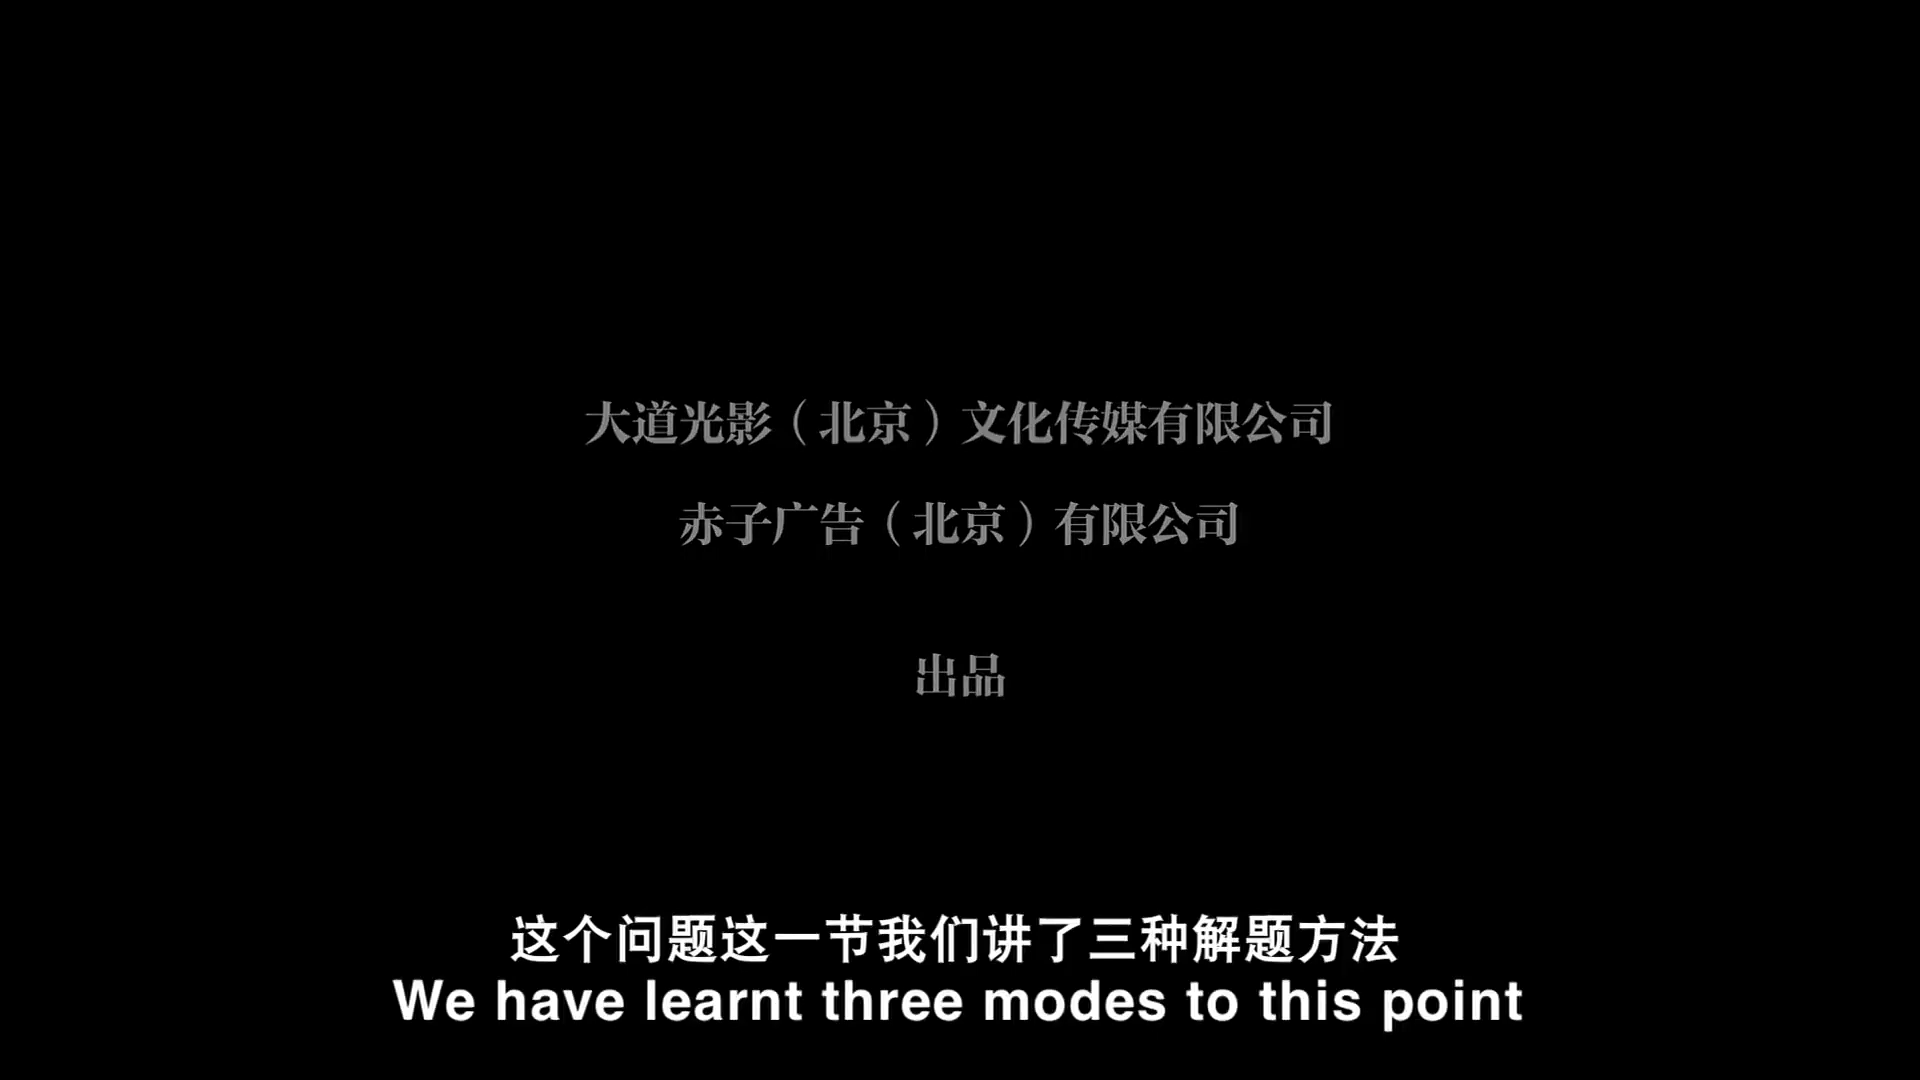 大道光影（北京）文化传媒有限公司
赤子广告（北京）有限公司
出品
这个问题这一节我们讲了三种解题方法
We have learnt three modes to this point